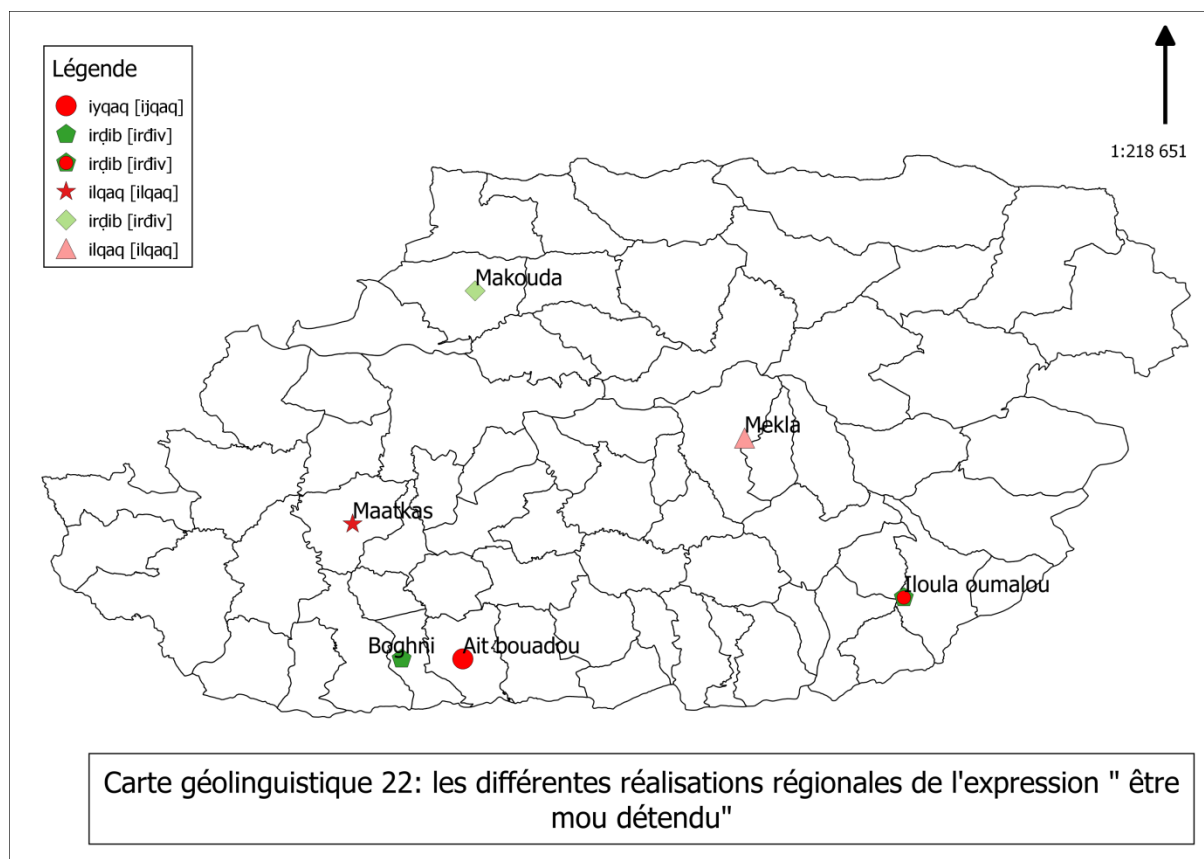 Légende
iyqaq [ijqaq]
irḍib [irđiv]
irḍib [irđiv]
ilqaq [ilqaq]
irḍib [irđiv]
ilqaq [ilqaq]
1:218 651
Makouda
Mekla
Maatkas
Iloula oumalou
Boghni
Ait bouadou
Carte géolinguistique 22: les différentes réalisations régionales de l'expression " être
mou détendu"